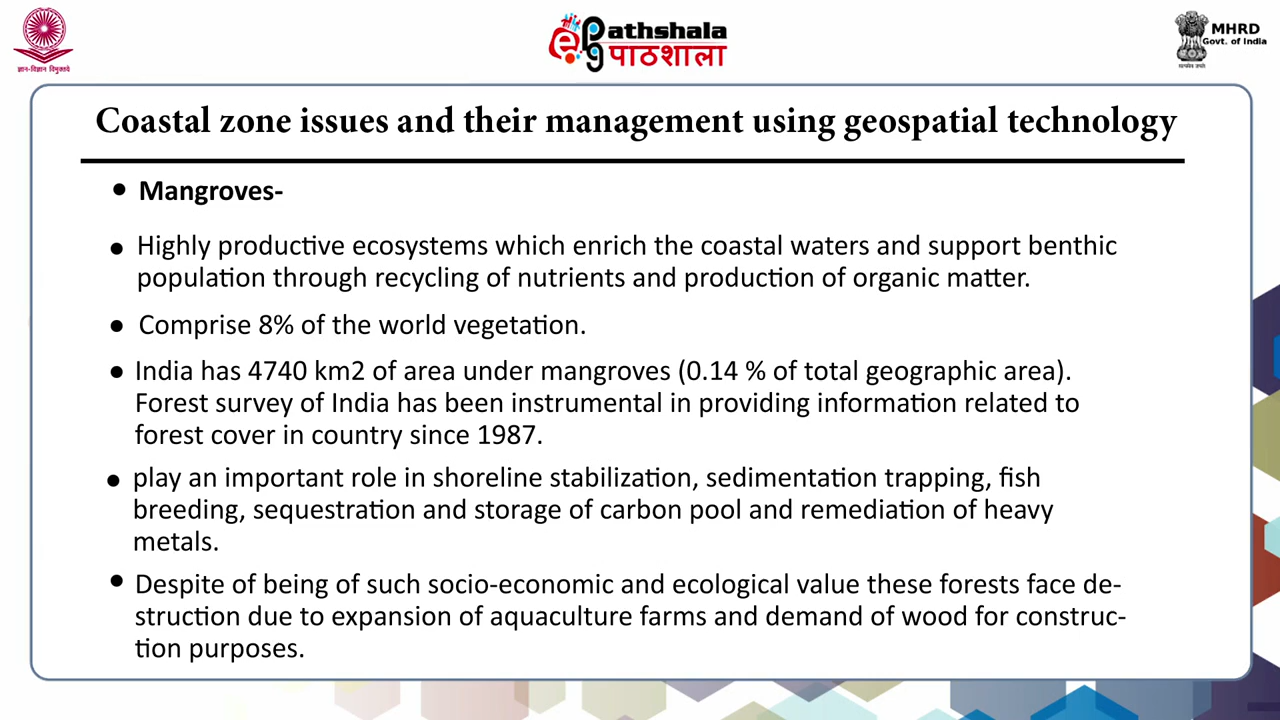 ज्ञान-विज्ञान विमुक्तये
ePathshala
पाठशाला
MHRD
Govt. of India
सत्यमेव जयते
Coastal zone issues and their management using geospatial technology
• Mangroves-
• Highly productive ecosystems which enrich the coastal waters and support benthic
population through recycling of nutrients and production of organic matter.
• Comprise 8% of the world vegetation.
• India has 4740 km2 of area under mangroves (0.14 % of total geographic area).
Forest survey of India has been instrumental in providing information related to
forest cover in country since 1987.
• play an important role in shoreline stabilization, sedimentation trapping, fish
breeding, sequestration and storage of carbon pool and remediation of heavy
metals.
• Despite of being of such socio-economic and ecological value these forests face de-
struction due to expansion of aquaculture farms and demand of wood for construc-
tion purposes.